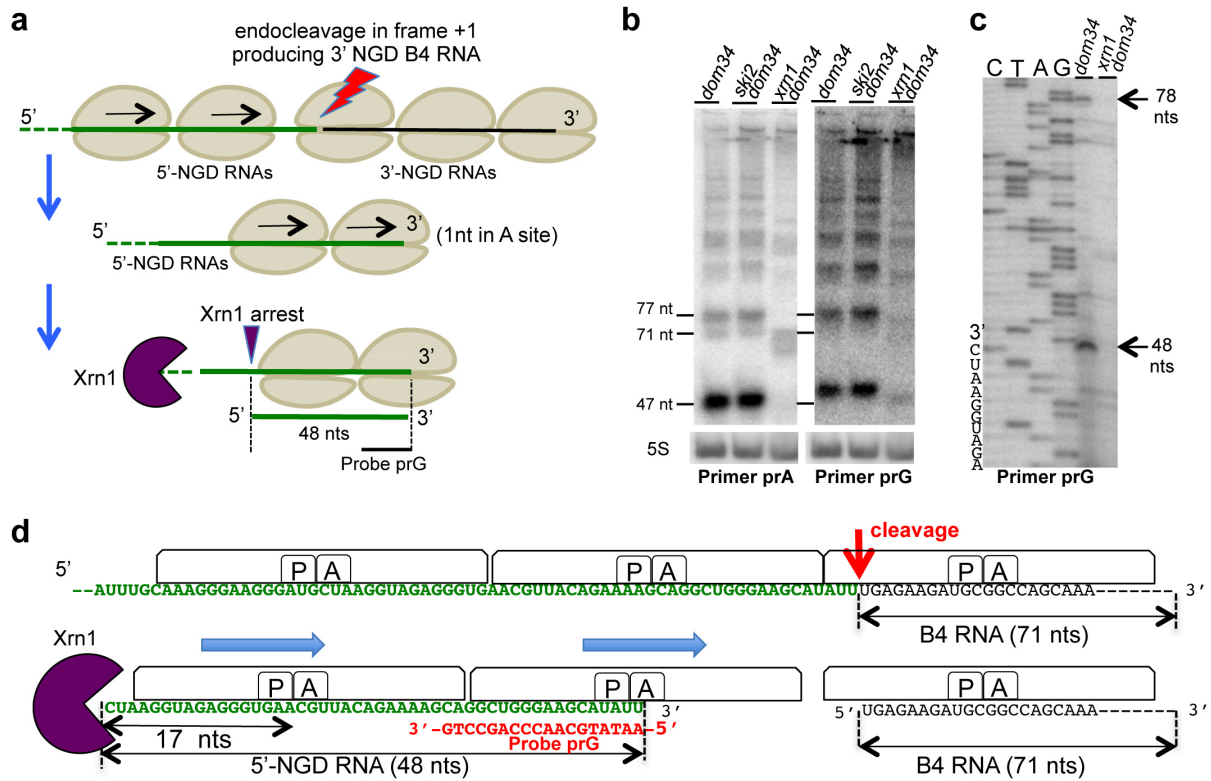 a
endocleavage in frame +1
producing 3' NGD B4 RNA
5'
3'
5'-NGD RNAs
3'-NGD RNAs
5'
3'
(1nt in A site)
5'-NGD RNAs
Xrn1 arrest
Xrn1
3'
5'
3'
48 nts
Probe prG
b
dom34
ski2 dom34
xrn1 dom34
dom34
ski2 dom34
xrn1 dom34
77 nt
71 nt
47 nt
5S
Primer prA
Primer prG
c
C T A G
dom34
xrn1 dom34
78
nts
48
nts
3'
C
U
A
A
G
G
U
A
G
A
Primer prG
d
cleavage
5'
P A
P A
P A
--AUUUGCAAAGGGAAGGGAUGCUAAGGUAGAGGGUGAACGUUACAGAAAAGCAGGCUGGGAAGCAUAUUUGAGAAGAUGCGGCCAGCAAA------- 3'
B4 RNA (71 nts)
Xrn1
P A
P A
P A
CUAAGGUAGAGGGUGAACGUUACAGAAAAGCAGGCUGGGAAGCAUAUU 3'
5' UGAGAAGAUGCGGCCAGCAAA------- 3'
17 nts
3'-GTCCGACCCAACGTATAA-5'
Probe prG
5'-NGD RNA (48 nts)
B4 RNA (71 nts)